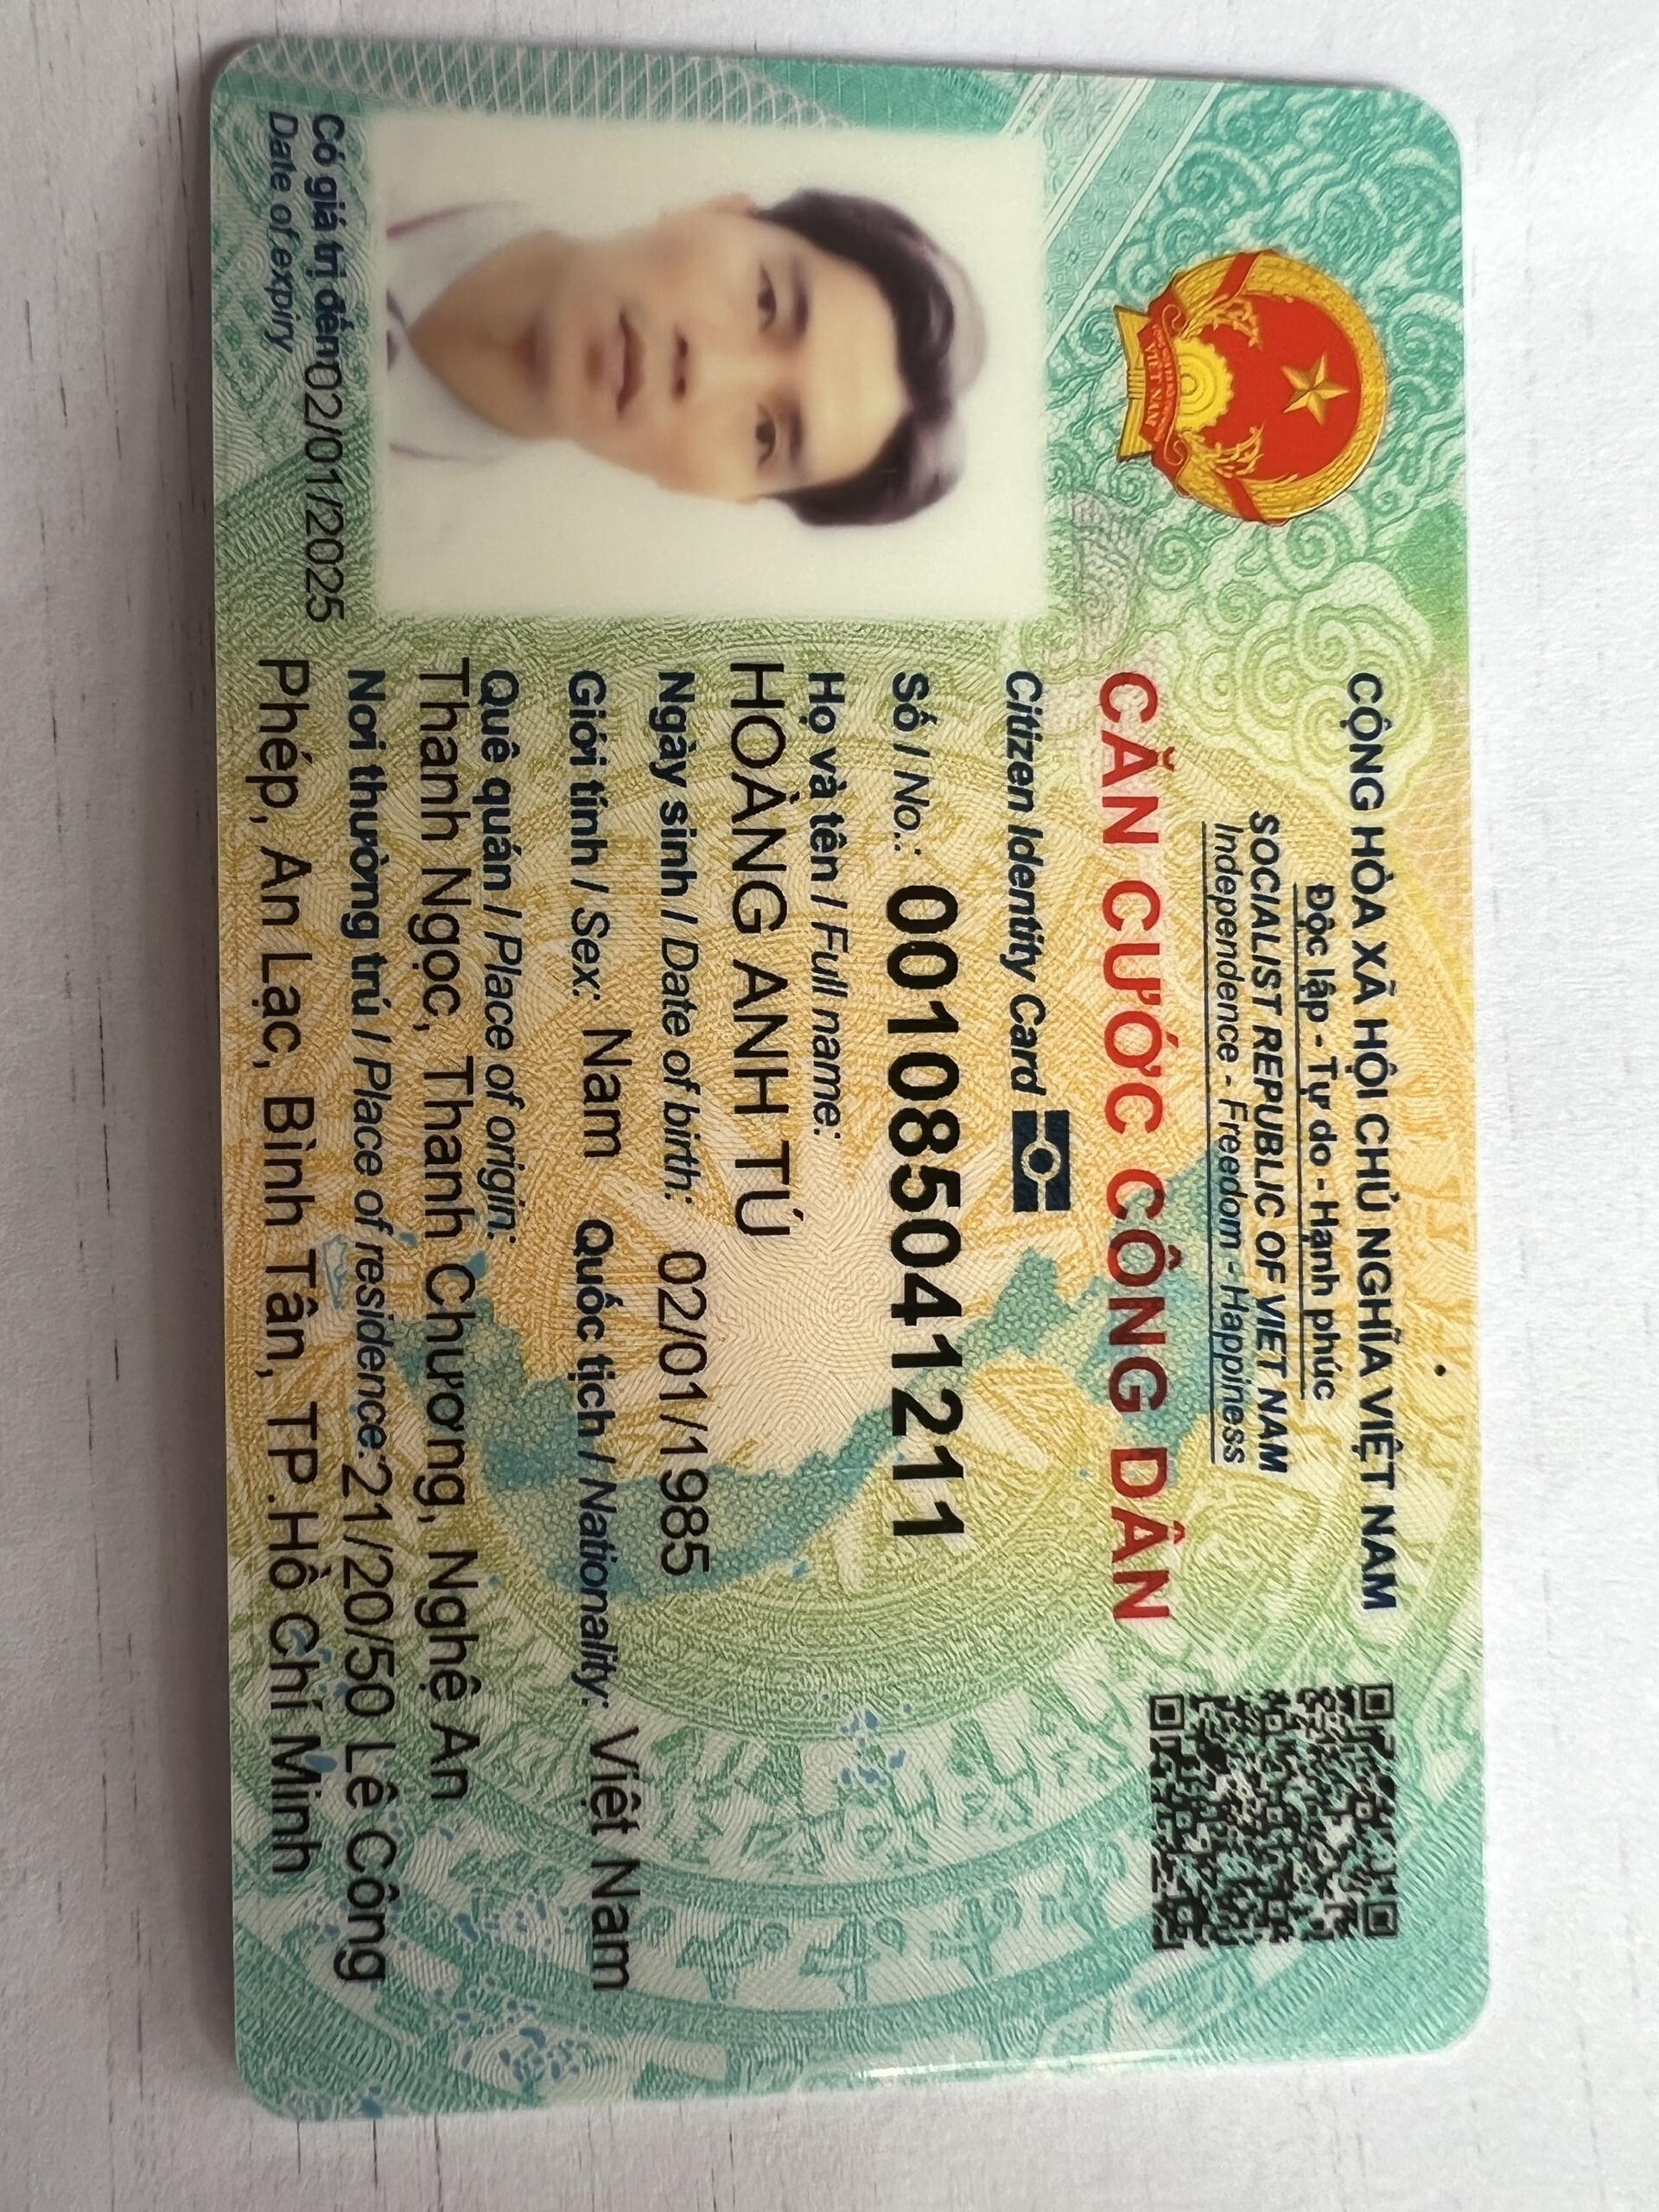 CỘNG HÒA XÃ HỘI CHỦ NGHĨA VIỆT NAM
Độc lập - Tự do - Hạnh phúc
SOCIALIST REPUBLIC OF VIET NAM
Independence - Freedom - Happiness
CĂN CƯỚC CÔNG DÂN
Citizen Identity Card
Số / No.: 001085041211
Họ và tên / Full name:
HOÀNG ANH TÚ
Ngày sinh / Date of birth: 02/01/1985
Giới tính / Sex: Nam Quốc tịch / Nationality: Việt Nam
Quê quán / Place of origin:
Thanh Ngọc, Thanh Chương, Nghệ An
Nơi thường trú / Place of residence: 21/20/50 Lê Công
Phép, An Lạc, Bình Tân, TP.Hồ Chí Minh
Có giá trị đến 02/01/2025
Date of expiry
VIỆT NAM